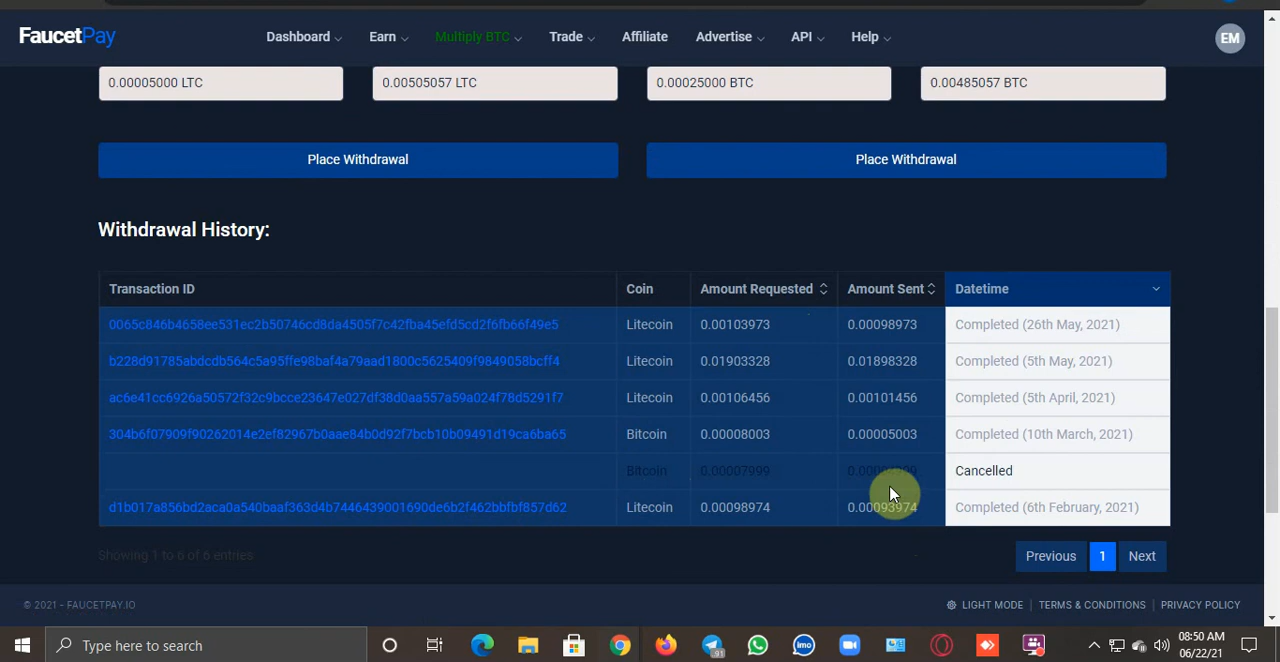 FaucetPay Dashboard Earn Multiply BTC Trade Affiliate Advertise API Help EM
0.00005000 LTC 0.00505057 LTC 0.00025000 BTC 0.00485057 BTC
Place Withdrawal Place Withdrawal
Withdrawal History:
Transaction ID Coin Amount Requested Amount Sent Datetime
0065c846b4658ee531ec2b50746cd8da4505f7c42fba45efd5cd2f6fb66f49e5 Litecoin 0.00103973 0.00098973 Completed (26th May, 2021)
b228d91785abdcdb564c5a95ffe98baf4a79aad1800c5625409f9849058bcff4 Litecoin 0.01903328 0.01898328 Completed (5th May, 2021)
ac6e41cc6926a50572f32c9bcce23647e027df38d0aa557a59a024f78d5291f7 Litecoin 0.00106456 0.00101456 Completed (5th April, 2021)
304b6f07909f90262014e2ef82967b0aae84b0d92f7bcb10b09491d19ca6ba65 Bitcoin 0.00008003 0.00005003 Completed (10th March, 2021)
Bitcoin 0.00007999 Cancelled
d1b017a856bd2aca0a540baaf363d4b7446439001690de6b2f462bbfbf857d62 Litecoin 0.00098974 0.00093974 Completed (6th February, 2021)
Showing 1 to 6 of 6 entries Previous 1 Next
© 2021 - FAUCETPAY.IO LIGHT MODE | TERMS & CONDITIONS | PRIVACY POLICY
Type here to search 91 imo 08:50 AM
06/22/21